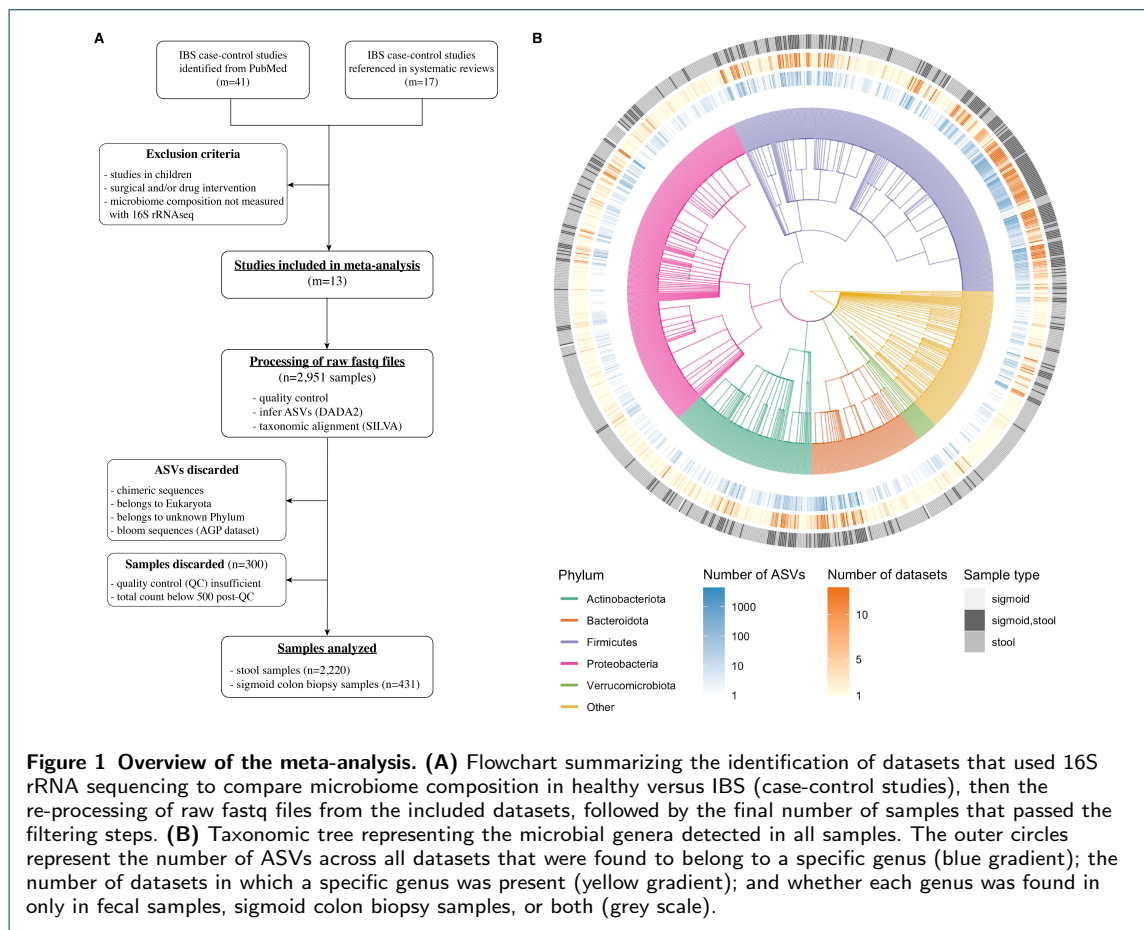 A
IBS case-control studies
identified from PubMed
(m=41)
IBS case-control studies
referenced in systematic reviews
(m=17)
Exclusion criteria
- studies in children
- surgical and/or drug intervention
- microbiome composition not measured
with 16S rRNAseq
Studies included in meta-analysis
(m=13)
Processing of raw fastq files
(n=2,951 samples)
- quality control
- infer ASVs (DADA2)
- taxonomic alignment (SILVA)
ASVs discarded
- chimeric sequences
- belongs to Eukaryota
- belongs to unknown Phylum
- bloom sequences (AGP dataset)
Samples discarded (n=300)
- quality control (QC) insufficient
- total count below 500 post-QC
Samples analyzed
- stool samples (n=2,220)
- sigmoid colon biopsy samples (n=431)
B
Phylum
Actinobacteriota
Bacteroidota
Firmicutes
Proteobacteria
Verrucomicrobiota
Other
Number of ASVs
1000
100
10
1
Number of datasets
10
5
1
Sample type
sigmoid
sigmoid,stool
stool
Figure 1 Overview of the meta-analysis. (A) Flowchart summarizing the identification of datasets that used 16S
rRNA sequencing to compare microbiome composition in healthy versus IBS (case-control studies), then the
re-processing of raw fastq files from the included datasets, followed by the final number of samples that passed the
filtering steps. (B) Taxonomic tree representing the microbial genera detected in all samples. The outer circles
represent the number of ASVs across all datasets that were found to belong to a specific genus (blue gradient); the
number of datasets in which a specific genus was present (yellow gradient); and whether each genus was found in
only in fecal samples, sigmoid colon biopsy samples, or both (grey scale).